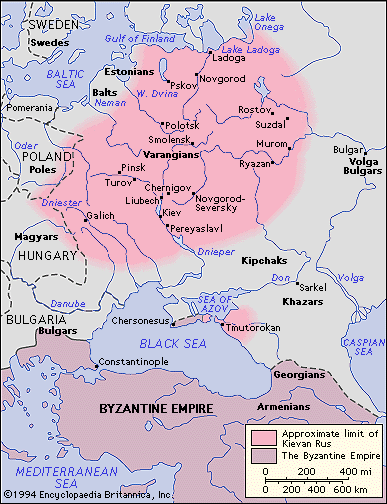 SWEDEN
Swedes
Gulf of Finland
Lake
Onega
Lake Ladoga
Ladoga
BALTIC
SEA
Estonians
Novgorod
Pskov
Balts
Neman
W. Dvina
Pomerania
Rostov
Suzdal
Polotsk
Smolensk
Murom
Oder
Varangians
Ryazan
Bulgar
POLAND
Poles
Volga
Bulgars
Pinsk
Turov
Chernigov
Liubech
Novgorod-
Seversky
Dniester
Galich
Kiev
Pereyaslavl
Magyars
HUNGARY
Dnieper
Kipchaks
Don
Volga
Sarkel
Khazars
Danube
SEA OF
AZOV
BULGARIA
Bulgars
Chersonesus
Tmutorokan
BLACK SEA
CASPIAN
SEA
Constantinople
Georgians
BYZANTINE EMPIRE
Armenians
Approximate limit of
Kievan Rus
The Byzantine Empire
MEDITERRANEAN
SEA
0 200 400 mi
0 200 400 600 km
©1994 Encyclopaedia Britannica, Inc.